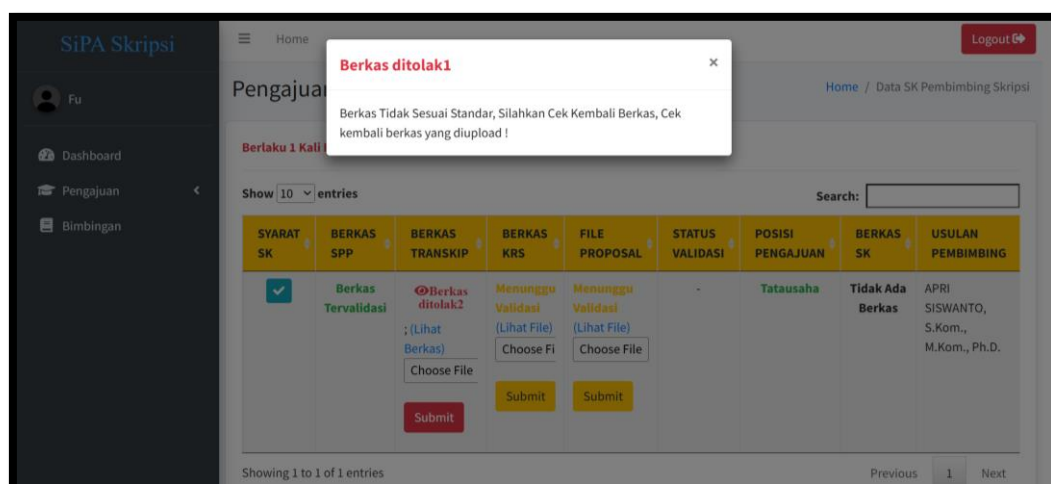 SiPA Skripsi
Home
Logout
Fu
Dashboard
Pengajuan
Bimbingan
Pengajua
Home / Data SK Pembimbing Skripsi
Berkas ditolak1
×
Berkas Tidak Sesuai Standar, Silahkan Cek Kembali Berkas, Cek
kembali berkas yang diupload !
Berlaku 1 Kali
Show 10 entries
Search:
SYARAT SK
BERKAS SPP
BERKAS TRANSKIP
BERKAS KRS
FILE PROPOSAL
STATUS VALIDASI
POSISI PENGAJUAN
BERKAS SK
USULAN PEMBIMBING
Berkas Tervalidasi
Berkas ditolak2
; (Lihat Berkas)
Choose File
Submit
Menunggu Validasi
(Lihat File)
Choose Fi
Submit
Menunggu Validasi
(Lihat File)
Choose File
Submit
-
Tatausaha
Tidak Ada Berkas
APRI SISWANTO, S.Kom., M.Kom., Ph.D.
Showing 1 to 1 of 1 entries
Previous 1 Next